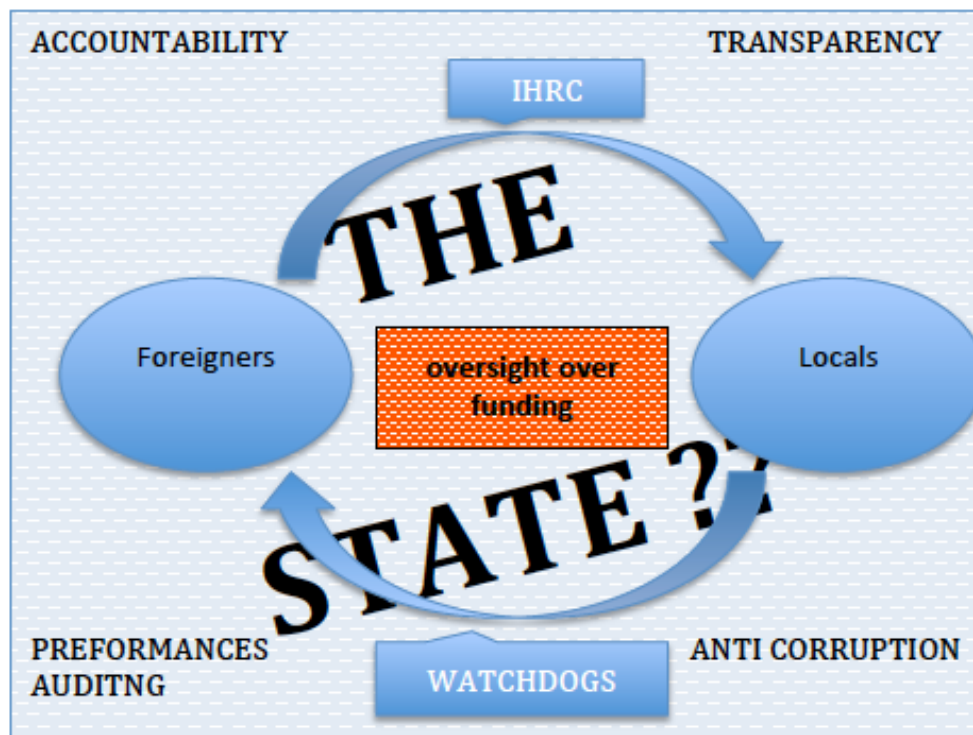 ACCOUNTABILITY
TRANSPARENCY
IHRC
THE
Foreigners
oversight over
funding
Locals
STATE ??
PREFORMANCES
AUDITNG
WATCHDOGS
ANTI CORRUPTION